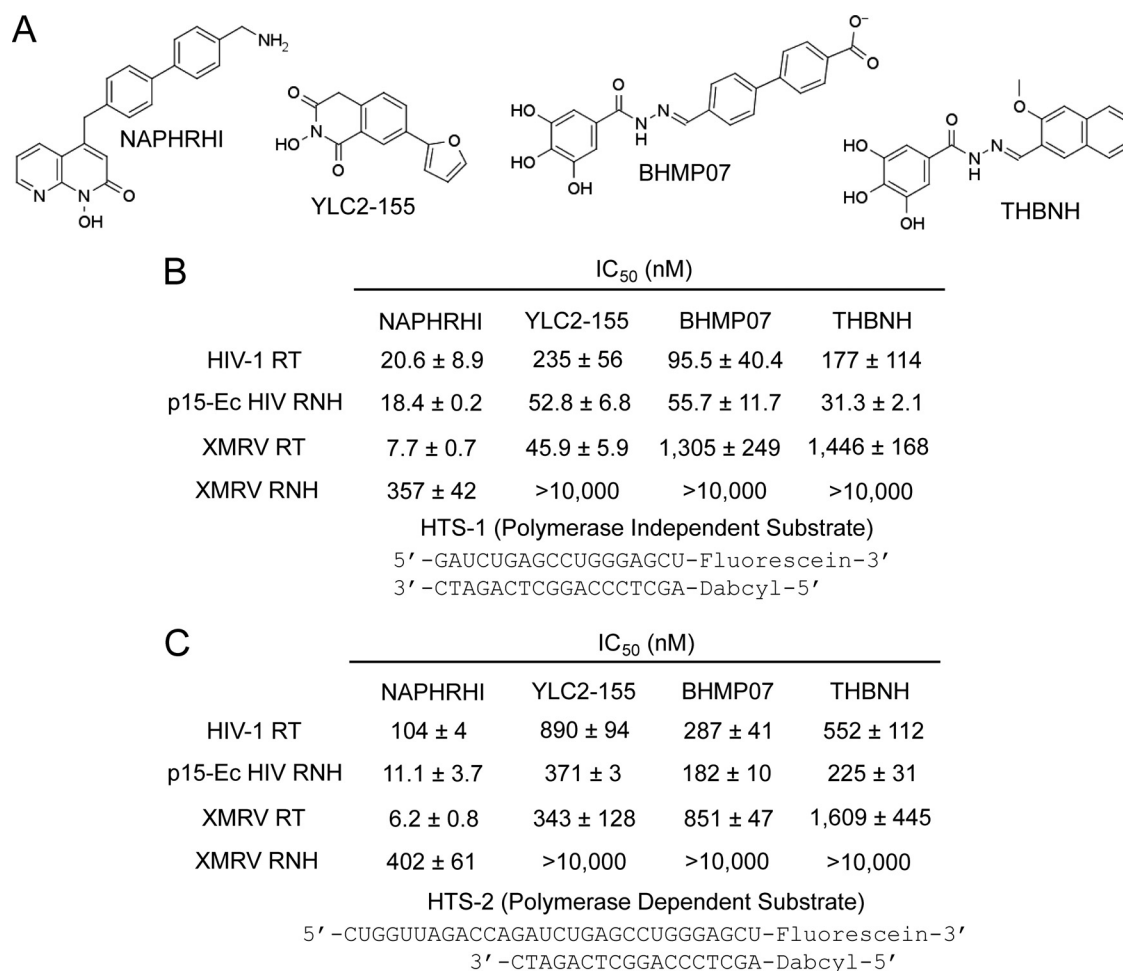 A
NH2
NAPHRHI
N
N
O
OH
O
N
HO
O
O
YLC2-155
O−
O
O
HO
HO
OH
N
H
N
BHMP07
O
O
HO
HO
OH
N
H
N
THBNH
B
IC50 (nM)
NAPHRHI YLC2-155 BHMP07 THBNH
HIV-1 RT 20.6 ± 8.9 235 ± 56 95.5 ± 40.4 177 ± 114
p15-Ec HIV RNH 18.4 ± 0.2 52.8 ± 6.8 55.7 ± 11.7 31.3 ± 2.1
XMRV RT 7.7 ± 0.7 45.9 ± 5.9 1,305 ± 249 1,446 ± 168
XMRV RNH 357 ± 42 >10,000 >10,000 >10,000
HTS-1 (Polymerase Independent Substrate)
5′-GAUCUGAGCCUGGGAGCU-Fluorescein-3′
3′-CTAGACTCGGACCCTCGA-Dabcyl-5′
C
IC50 (nM)
NAPHRHI YLC2-155 BHMP07 THBNH
HIV-1 RT 104 ± 4 890 ± 94 287 ± 41 552 ± 112
p15-Ec HIV RNH 11.1 ± 3.7 371 ± 3 182 ± 10 225 ± 31
XMRV RT 6.2 ± 0.8 343 ± 128 851 ± 47 1,609 ± 445
XMRV RNH 402 ± 61 >10,000 >10,000 >10,000
HTS-2 (Polymerase Dependent Substrate)
5′-CUGGUUAGACCAGAUCUGAGCCUGGGAGCU-Fluorescein-3′
3′-CTAGACTCGGACCCTCGA-Dabcyl-5′